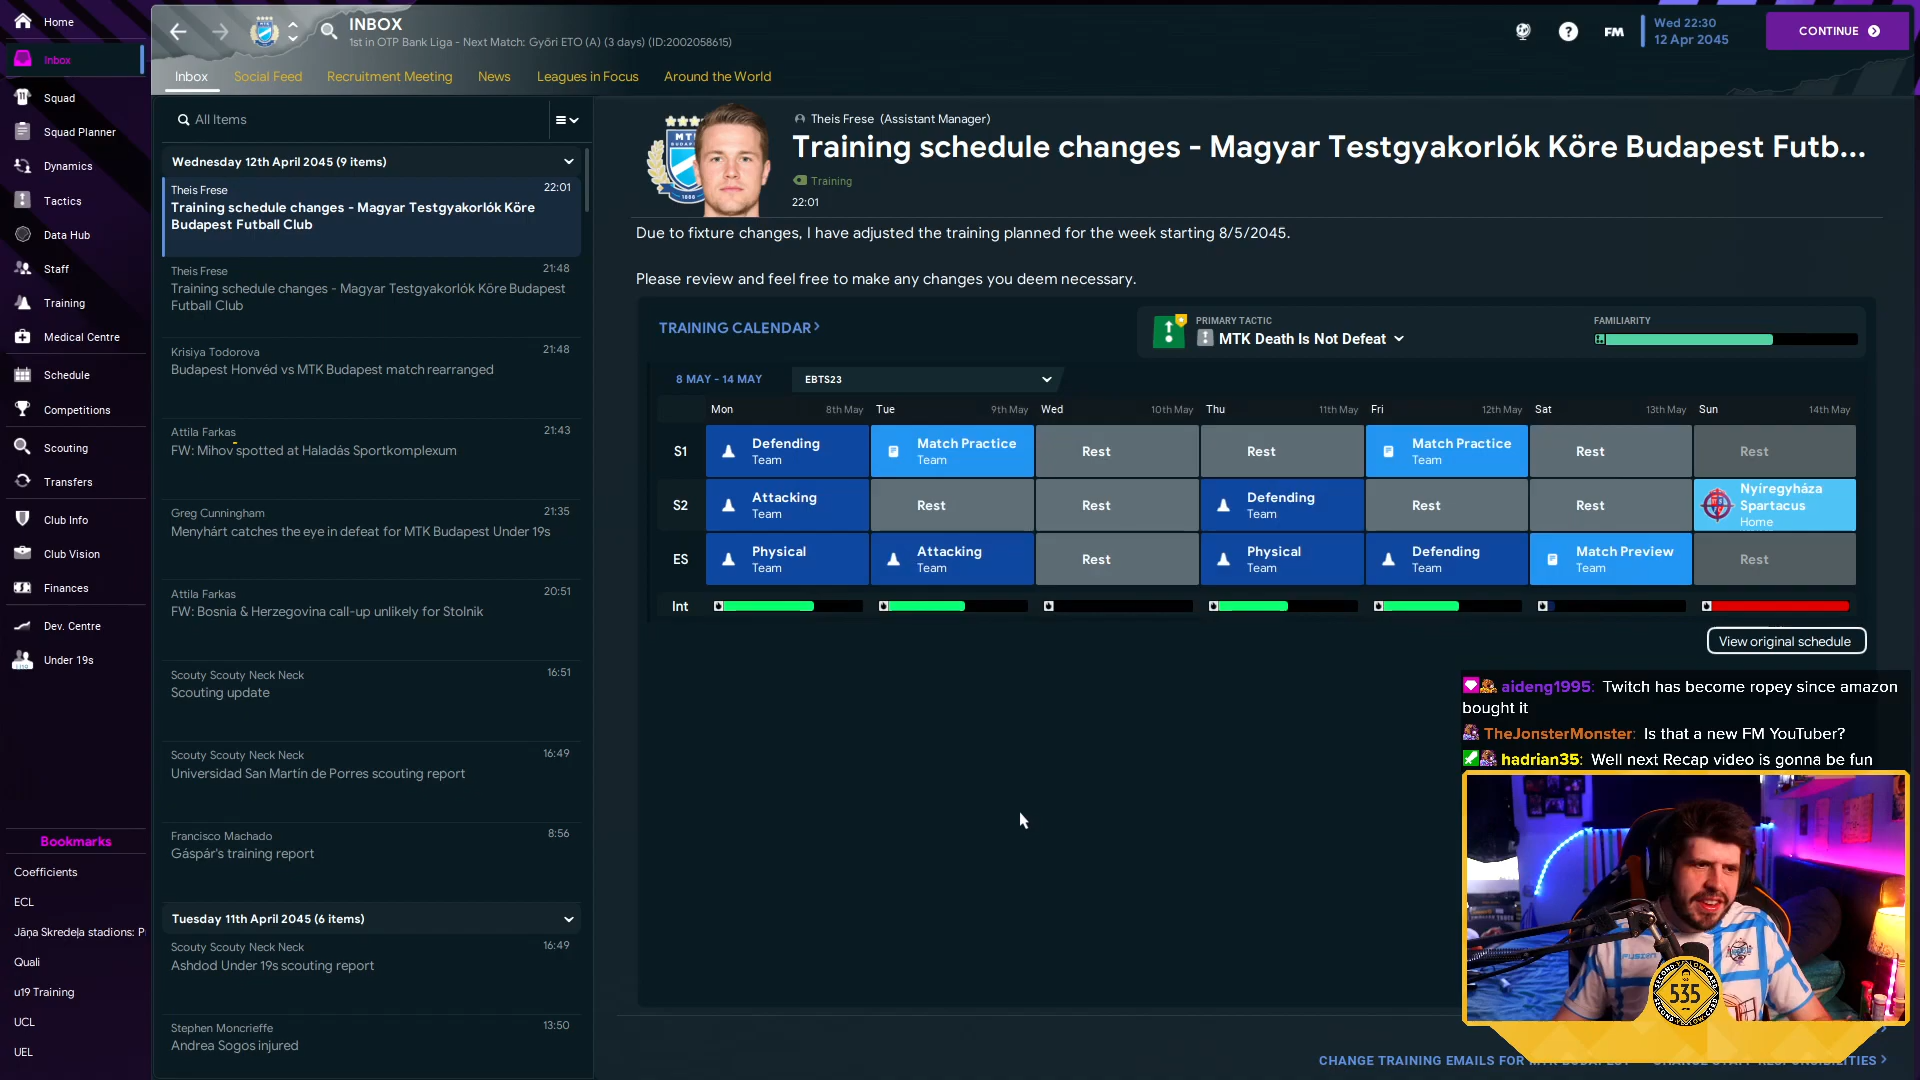 Home
Inbox
Squad
Squad Planner
Dynamics
Tactics
Data Hub
Staff
Training
Medical Centre
Schedule
Competitions
Scouting
Transfers
Club Info
Club Vision
Finances
Dev. Centre
Under 19s
Bookmarks
Coefficients
ECL
Jāņa Skredeļa stadions: P
Quali
u19 Training
UCL
UEL
INBOX
1st in OTP Bank Liga - Next Match: Győri ETO (A) (3 days) (ID:2002058615)
FM
Wed 22:30
12 Apr 2045
CONTINUE
Inbox
Social Feed
Recruitment Meeting
News
Leagues in Focus
Around the World
All Items
Wednesday 12th April 2045 (9 items)
Theis Frese 22:01
Training schedule changes - Magyar Testgyakorlók Köre
Budapest Futball Club
Theis Frese 21:48
Training schedule changes - Magyar Testgyakorlók Köre Budapest
Futball Club
Krisiya Todorova 21:48
Budapest Honvéd vs MTK Budapest match rearranged
Attila Farkas 21:43
FW: Mihov spotted at Haladás Sportkomplexum
Greg Cunningham 21:35
Menyhárt catches the eye in defeat for MTK Budapest Under 19s
Attila Farkas 20:51
FW: Bosnia & Herzegovina call-up unlikely for Stolnik
Scouty Scouty Neck Neck 16:51
Scouting update
Scouty Scouty Neck Neck 16:49
Universidad San Martín de Porres scouting report
Francisco Machado 8:56
Gáspár's training report
Tuesday 11th April 2045 (6 items)
Scouty Scouty Neck Neck 16:49
Ashdod Under 19s scouting report
Stephen Moncrieffe 13:50
Andrea Sogos injured
Theis Frese (Assistant Manager)
Training schedule changes - Magyar Testgyakorlók Köre Budapest Futb...
Training
22:01
Due to fixture changes, I have adjusted the training planned for the week starting 8/5/2045.
Please review and feel free to make any changes you deem necessary.
TRAINING CALENDAR
PRIMARY TACTIC
MTK Death Is Not Defeat
FAMILIARITY
8 MAY - 14 MAY
EBTS23
Mon 8th May Tue 9th May Wed 10th May Thu 11th May Fri 12th May Sat 13th May Sun 14th May
S1 Defending Team Match Practice Team Rest Rest Match Practice Team Rest Rest
S2 Attacking Team Rest Rest Defending Team Rest Rest Nyíregyháza Spartacus Home
ES Physical Team Attacking Team Rest Physical Team Defending Team Match Preview Team Rest
Int
View original schedule
aideng1995: Twitch has become ropey since amazon
bought it
TheJonsterMonster: Is that a new FM YouTuber?
hadrian35: Well next Recap video is gonna be fun
535
CHANGE TRAINING EMAILS FOR